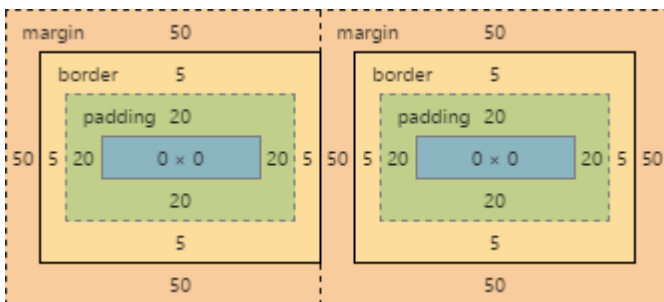 margin 50 margin 50
border 5 border 5
padding 20 padding 20
50 5 20 0 × 0 20 5 50 5 20 0 × 0 20 5 50
20 20
5 5
50 50